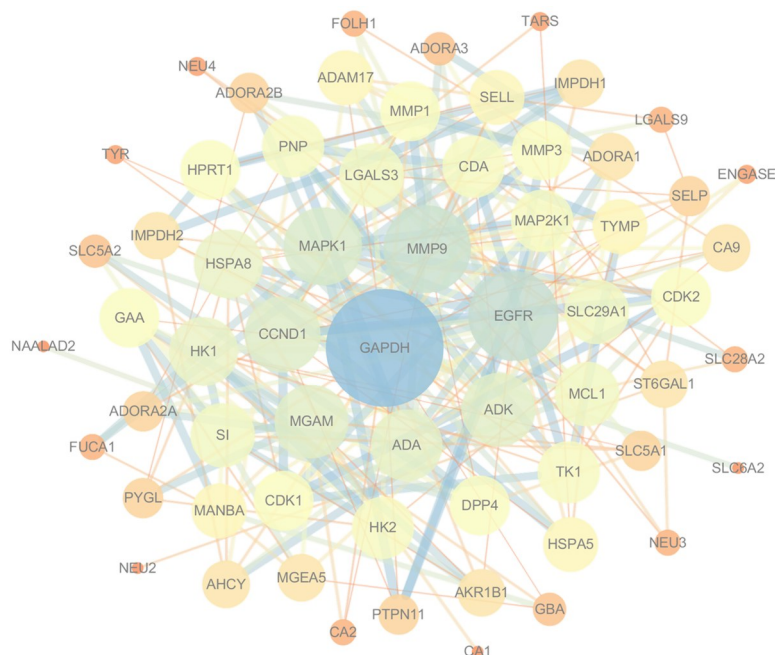 FOLH1
TARS
ADORA3
NEU4
ADAM17
IMPDH1
ADORA2B
SELL
MMP1
LGALS9
PNP
MMP3
TYR
ADORA1
HPRT1
LGALS3
CDA
ENGASE
SELP
IMPDH2
MAPK1
MMP9
MAP2K1
TYMP
SLC5A2
HSPA8
CA9
CDK2
GAA
EGFR
SLC29A1
CCND1
NAALAD2
HK1
GAPDH
SLC28A2
MCL1
ST6GAL1
ADORA2A
ADK
FUCA1
SI
MGAM
ADA
SLC5A1
SLC6A2
PYGL
TK1
MANBA
CDK1
DPP4
HK2
HSPA5
NEU3
NEU2
AHCY
MGEA5
AKR1B1
PTPN11
GBA
CA2
CA1